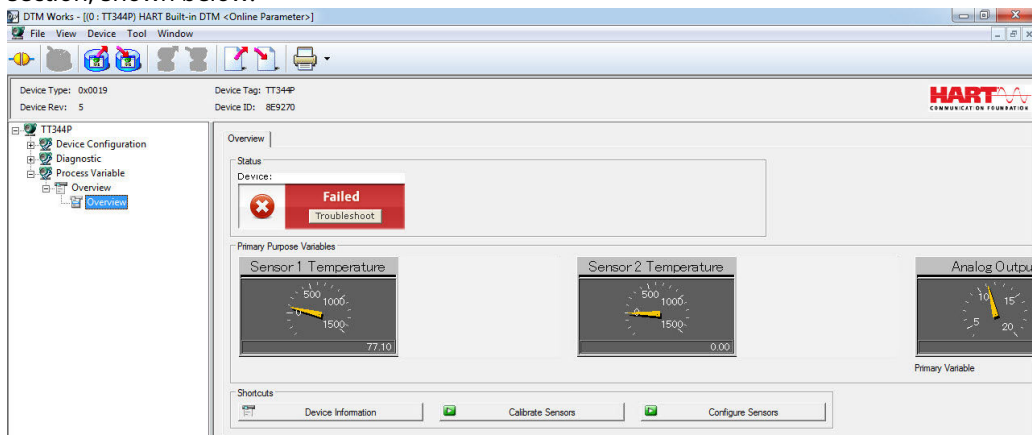 section, shown below.
DTM Works - [(0 : TT344P) HART Built-in DTM <Online Parameter>]
File View Device Tool Window
Device Type: 0x0019
Device Tag: TT344P
Device Rev: 5
Device ID: 8E9270
HART
COMMUNICATION FOUNDATION
TT344P
Device Configuration
Diagnostic
Process Variable
Overview
Overview
Overview
Status
Device:
Failed
Troubleshoot
Primary Purpose Variables
Sensor 1 Temperature
0 500 1000 1500
77.10
Sensor 2 Temperature
0 500 1000 1500
0.00
Analog Outpu
5 10 15 20
Primary Variable
Shortcuts
Device Information
Calibrate Sensors
Configure Sensors